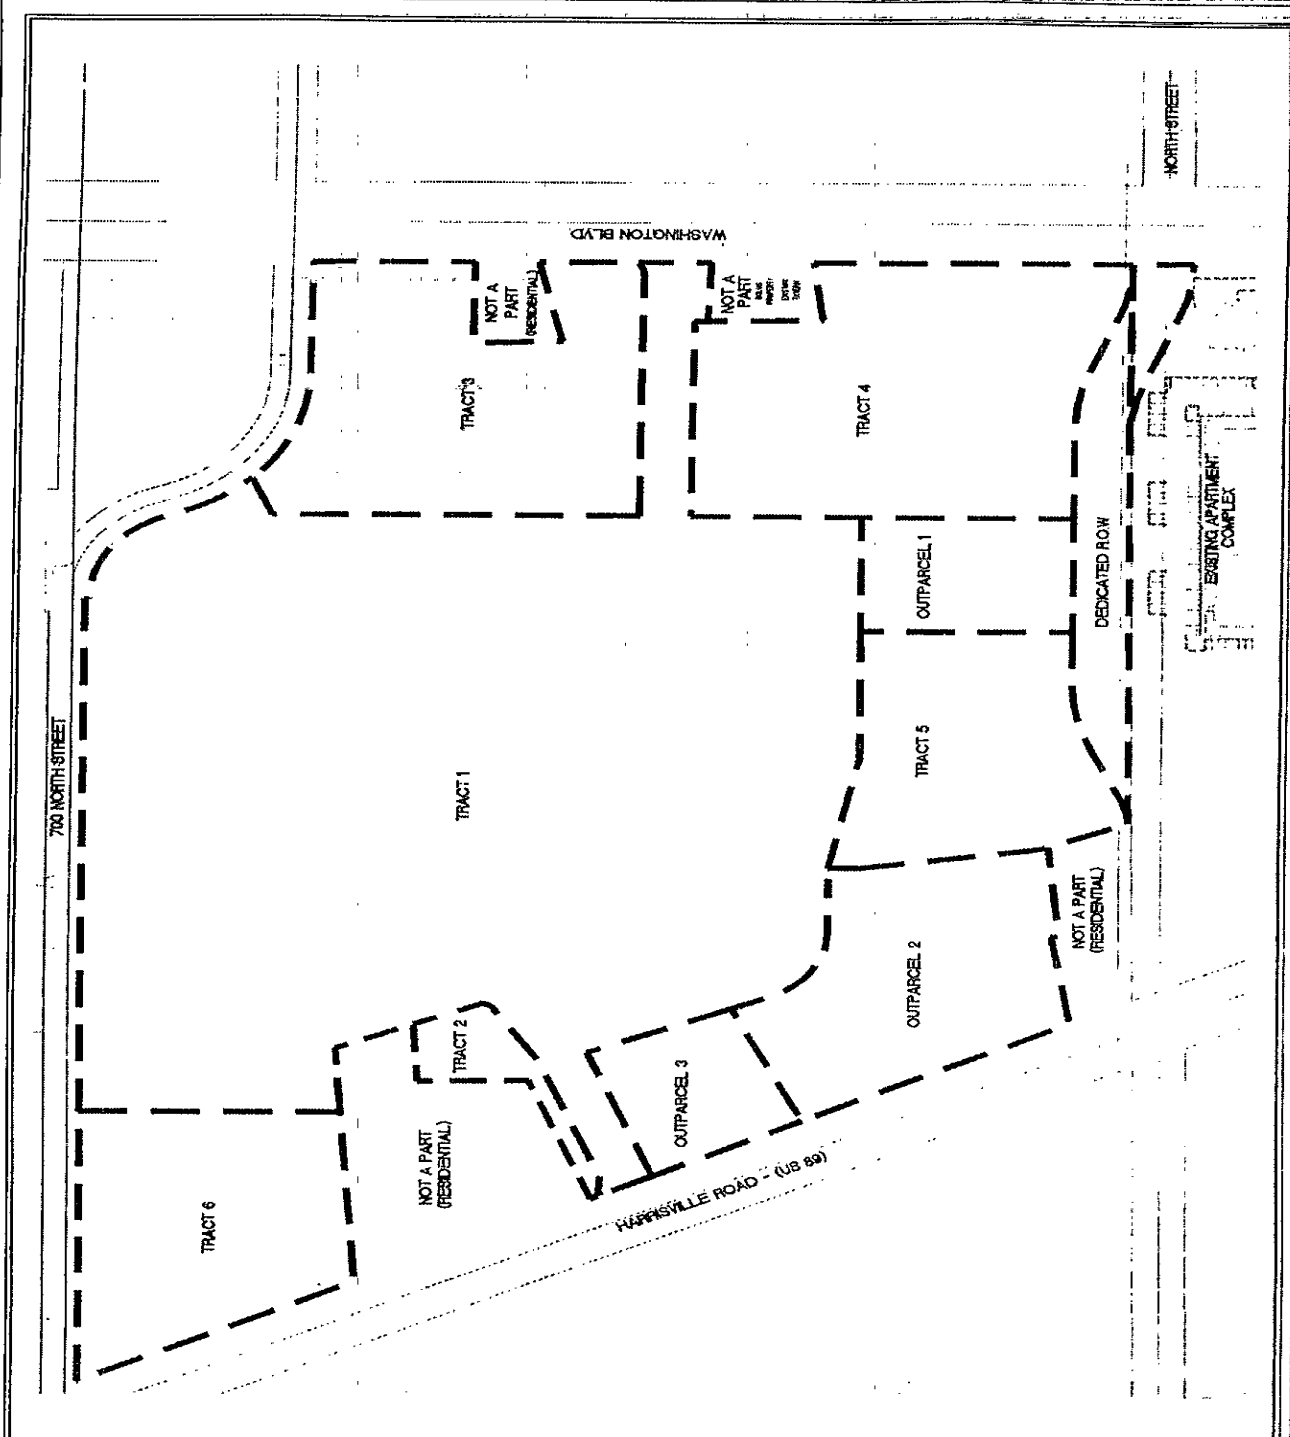 NORTH STREET
WASHINGTON BLVD
NOT A
PART
(RESIDENTIAL)
NOT A
PART
TRACT 3
TRACT 4
700 NORTH STREET
OUTPARCEL 1
DEDICATED R.O.W
EXISTING APARTMENT
COMPLEX
TRACT 1
TRACT 5
NOT A PART
(RESIDENTIAL)
OUTPARCEL 2
TRACT 2
OUTPARCEL 3
NOT A PART
(RESIDENTIAL)
TRACT 6
HARRISVILLE ROAD - (US 89)